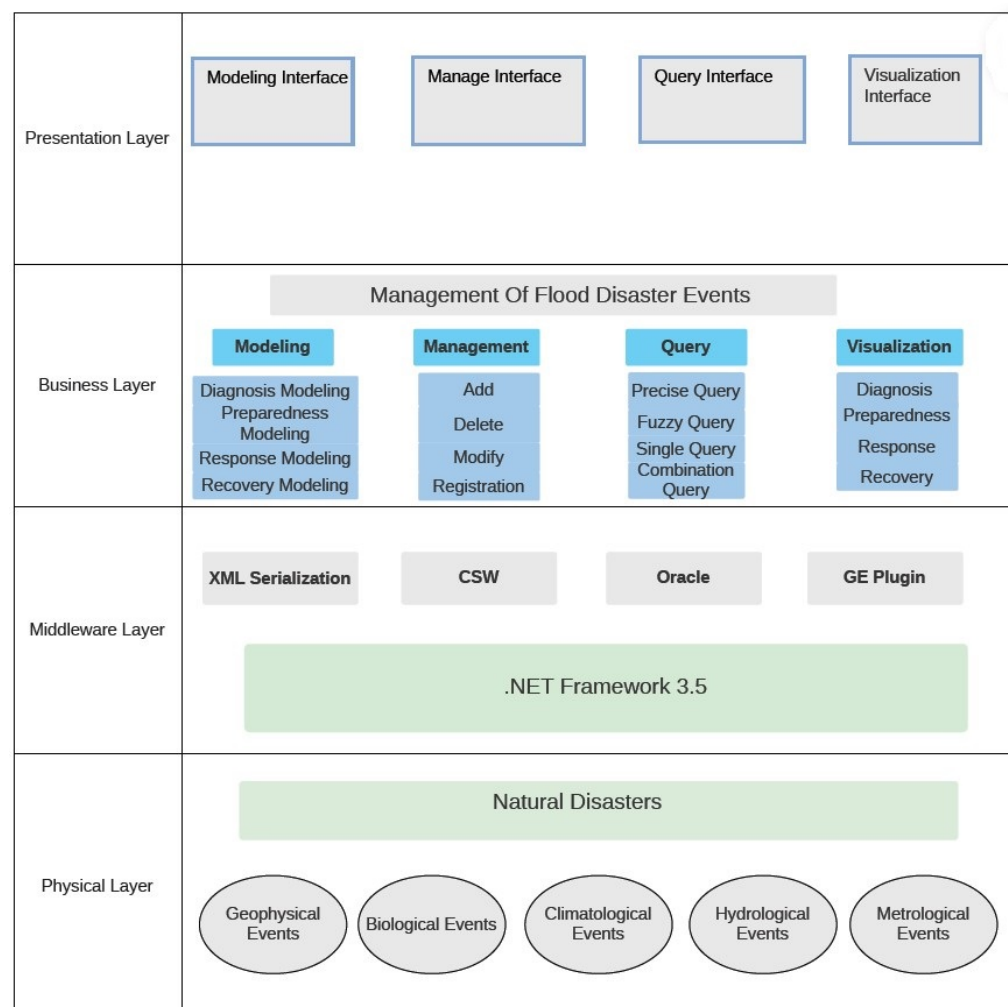 Presentation Layer
Modeling Interface
Manage Interface
Query Interface
Visualization
Interface
Business Layer
Management Of Flood Disaster Events
Modeling
Diagnosis Modeling
Preparedness
Modeling
Response Modeling
Recovery Modeling
Management
Add
Delete
Modify
Registration
Query
Precise Query
Fuzzy Query
Single Query
Combination
Query
Visualization
Diagnosis
Preparedness
Response
Recovery
Middleware Layer
XML Serialization
CSW
Oracle
GE Plugin
.NET Framework 3.5
Physical Layer
Natural Disasters
Geophysical
Events
Biological Events
Climatological
Events
Hydrological
Events
Metrological
Events